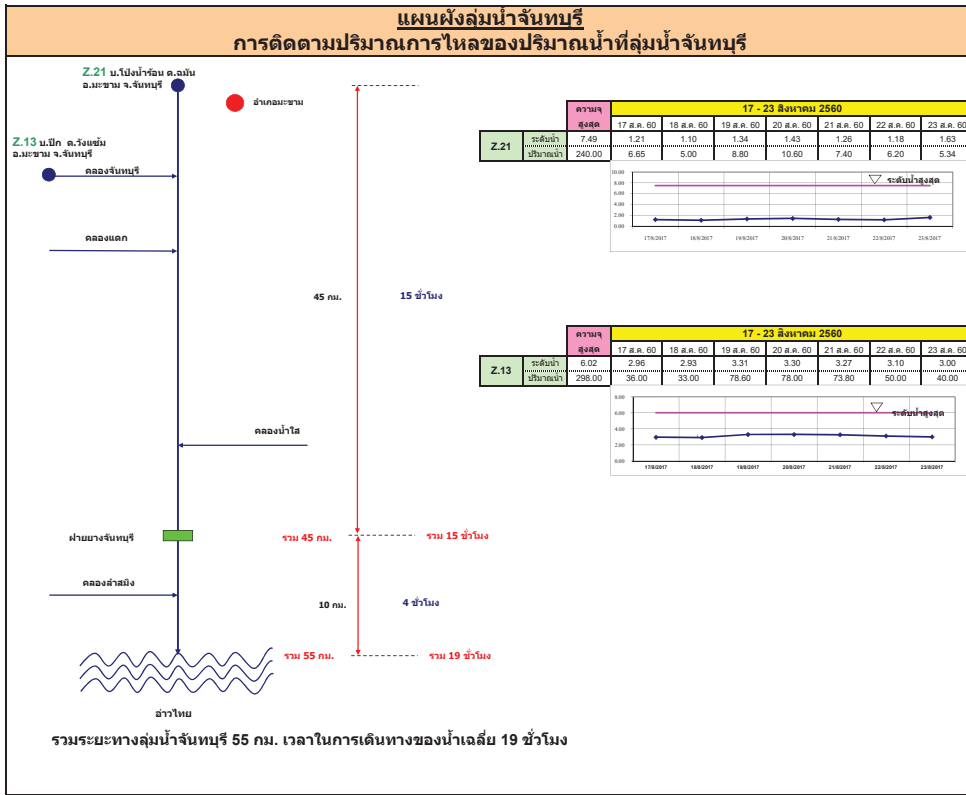 แผนผังลุ่มน้ำจันทบุรี
การติดตามปริมาณการไหลของปริมาณน้ำที่ลุ่มน้ำจันทบุรี
Z.21 บ.โป่งน้ำร้อน ต.ฉมัน
อ.มะขาม จ.จันทบุรี
อำเภอมะขาม
Z.13 บ.ปึก ต.วังแซ้ม
อ.มะขาม จ.จันทบุรี
คลองจันทบุรี
คลองแตก
45 กม. 15 ชั่วโมง
คลองน้ำใส
ฝายยางจันทบุรี
รวม 45 กม. รวม 15 ชั่วโมง
คลองลำสมิง
10 กม. 4 ชั่วโมง
รวม 55 กม. รวม 19 ชั่วโมง
อ่าวไทย
รวมระยะทางลุ่มน้ำจันทบุรี 55 กม. เวลาในการเดินทางของน้ำเฉลี่ย 19 ชั่วโมง
ความจุ 17 - 23 สิงหาคม 2560
สูงสุด 17 ส.ค. 60 18 ส.ค. 60 19 ส.ค. 60 20 ส.ค. 60 21 ส.ค. 60 22 ส.ค. 60 23 ส.ค. 60
Z.21 ระดับน้ำ 7.49 1.21 1.10 1.34 1.43 1.26 1.18 1.63
ปริมาณน้ำ 240.00 6.65 5.00 8.80 10.60 7.40 6.20 5.34
10.00
8.00
6.00
4.00
2.00
0.00
ระดับน้ำสูงสุด
17/8/2017 18/8/2017 19/8/2017 20/8/2017 21/8/2017 22/8/2017 23/8/2017
ความจุ 17 - 23 สิงหาคม 2560
สูงสุด 17 ส.ค. 60 18 ส.ค. 60 19 ส.ค. 60 20 ส.ค. 60 21 ส.ค. 60 22 ส.ค. 60 23 ส.ค. 60
Z.13 ระดับน้ำ 6.02 2.96 2.93 3.31 3.30 3.27 3.10 3.00
ปริมาณน้ำ 298.00 36.00 33.00 78.60 78.00 73.80 50.00 40.00
8.00
6.00
4.00
2.00
0.00
ระดับน้ำสูงสุด
17/8/2017 18/8/2017 19/8/2017 20/8/2017 21/8/2017 22/8/2017 23/8/2017